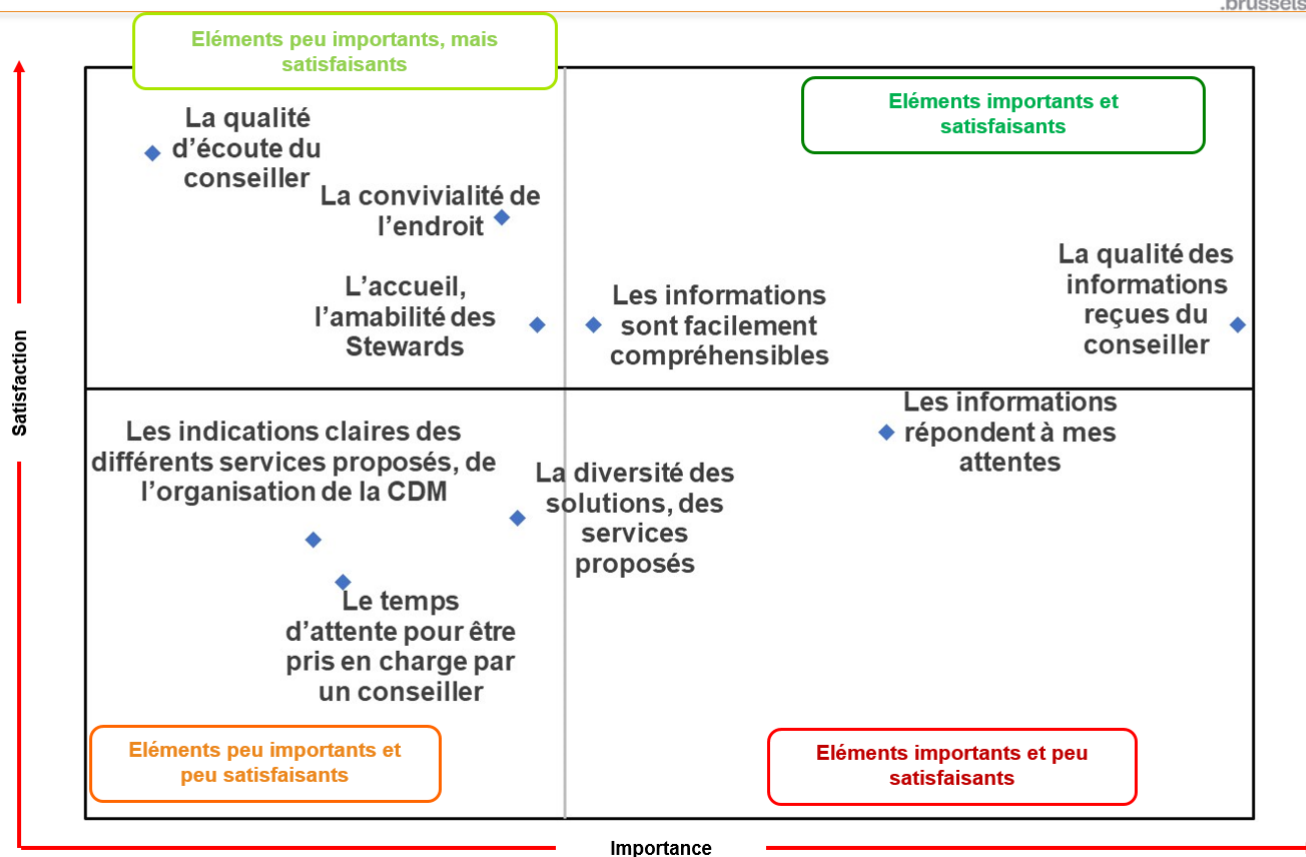 .brussels
Eléments peu importants, mais
satisfaisants
Eléments importants et
satisfaisants
La qualité
d'écoute du
conseiller
La convivialité de
l'endroit
La qualité des
informations
reçues du
conseiller
L'accueil,
l'amabilité des
Stewards
Les informations
sont facilement
compréhensibles
Satisfaction
Les informations
répondent à mes
attentes
Les indications claires des
différents services proposés, de
l'organisation de la CDM
La diversité des
solutions, des
services
proposés
Le temps
d'attente pour être
pris en charge par
un conseiller
Eléments peu importants et
peu satisfaisants
Eléments importants et peu
satisfaisants
Importance